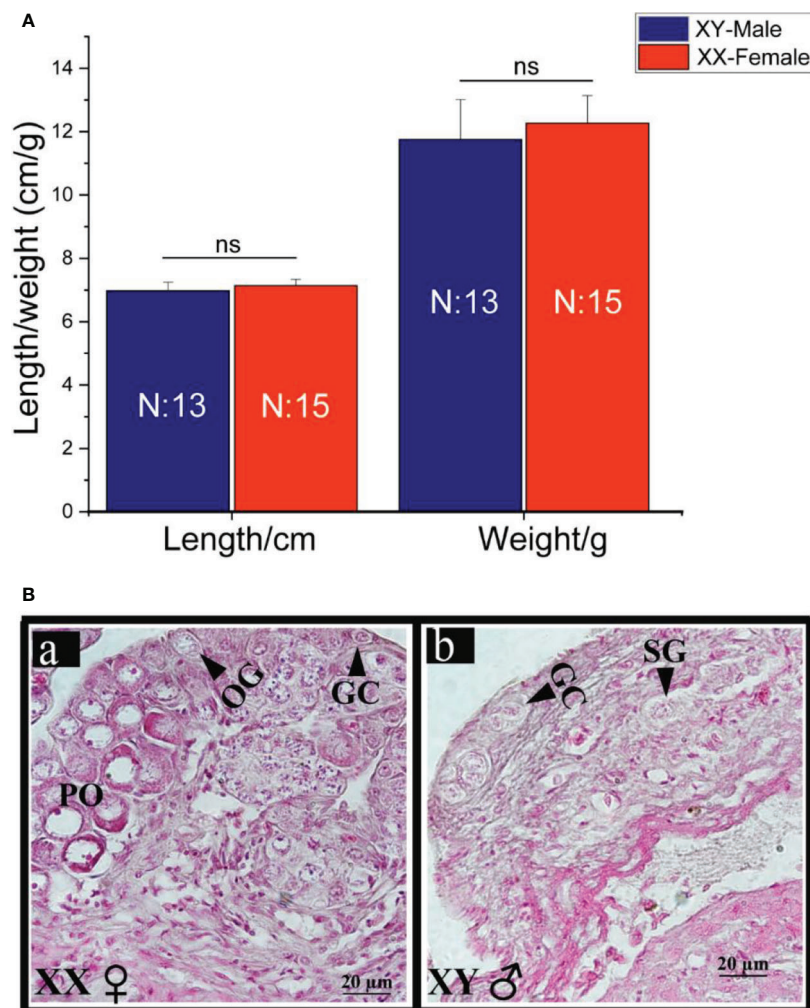 A
XY-Male
XX-Female
ns
ns
14
12
10
8
6
4
2
0
Length/weight (cm/g)
N:13
N:15
N:13
N:15
Length/cm
Weight/g
B
a
OG
GC
PO
XX ♀
20 μm
b
GC
SG
XY ♂
20 μm